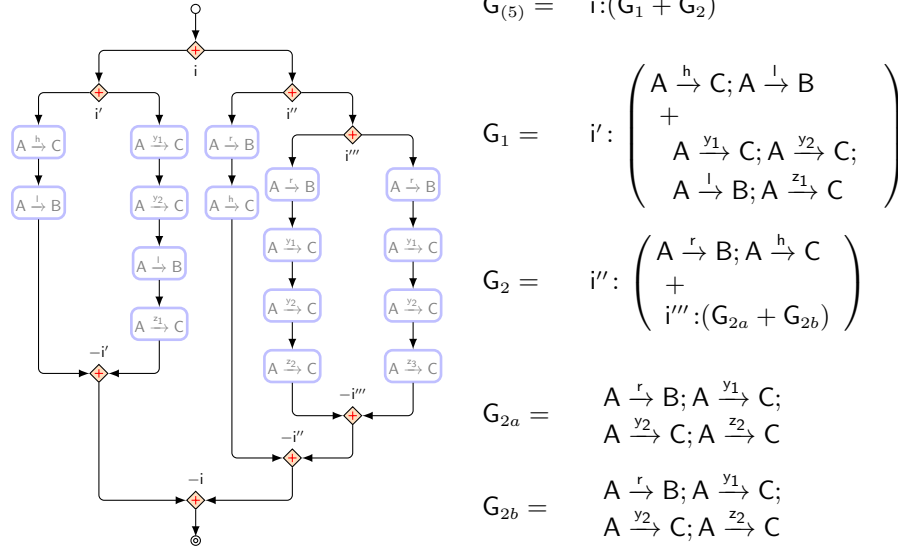 G(5) = i:(G1 + G2)
i
i′ i″
i‴
A –h→ C A –y1→ C A –r→ B
A –l→ B A –y2→ C A –h→ C A –r→ B A –r→ B
A –l→ B A –y1→ C A –y1→ C
A –z1→ C A –y2→ C A –y2→ C
A –z2→ C A –z3→ C
−i′
−i‴
−i″
−i
G1 = i′: ( A –h→ C; A –l→ B
+
A –y1→ C; A –y2→ C;
A –l→ B; A –z1→ C )
G2 = i″: ( A –r→ B; A –h→ C
+
i‴:(G2a + G2b) )
G2a = A –r→ B; A –y1→ C;
A –y2→ C; A –z2→ C
G2b = A –r→ B; A –y1→ C;
A –y2→ C; A –z2→ C